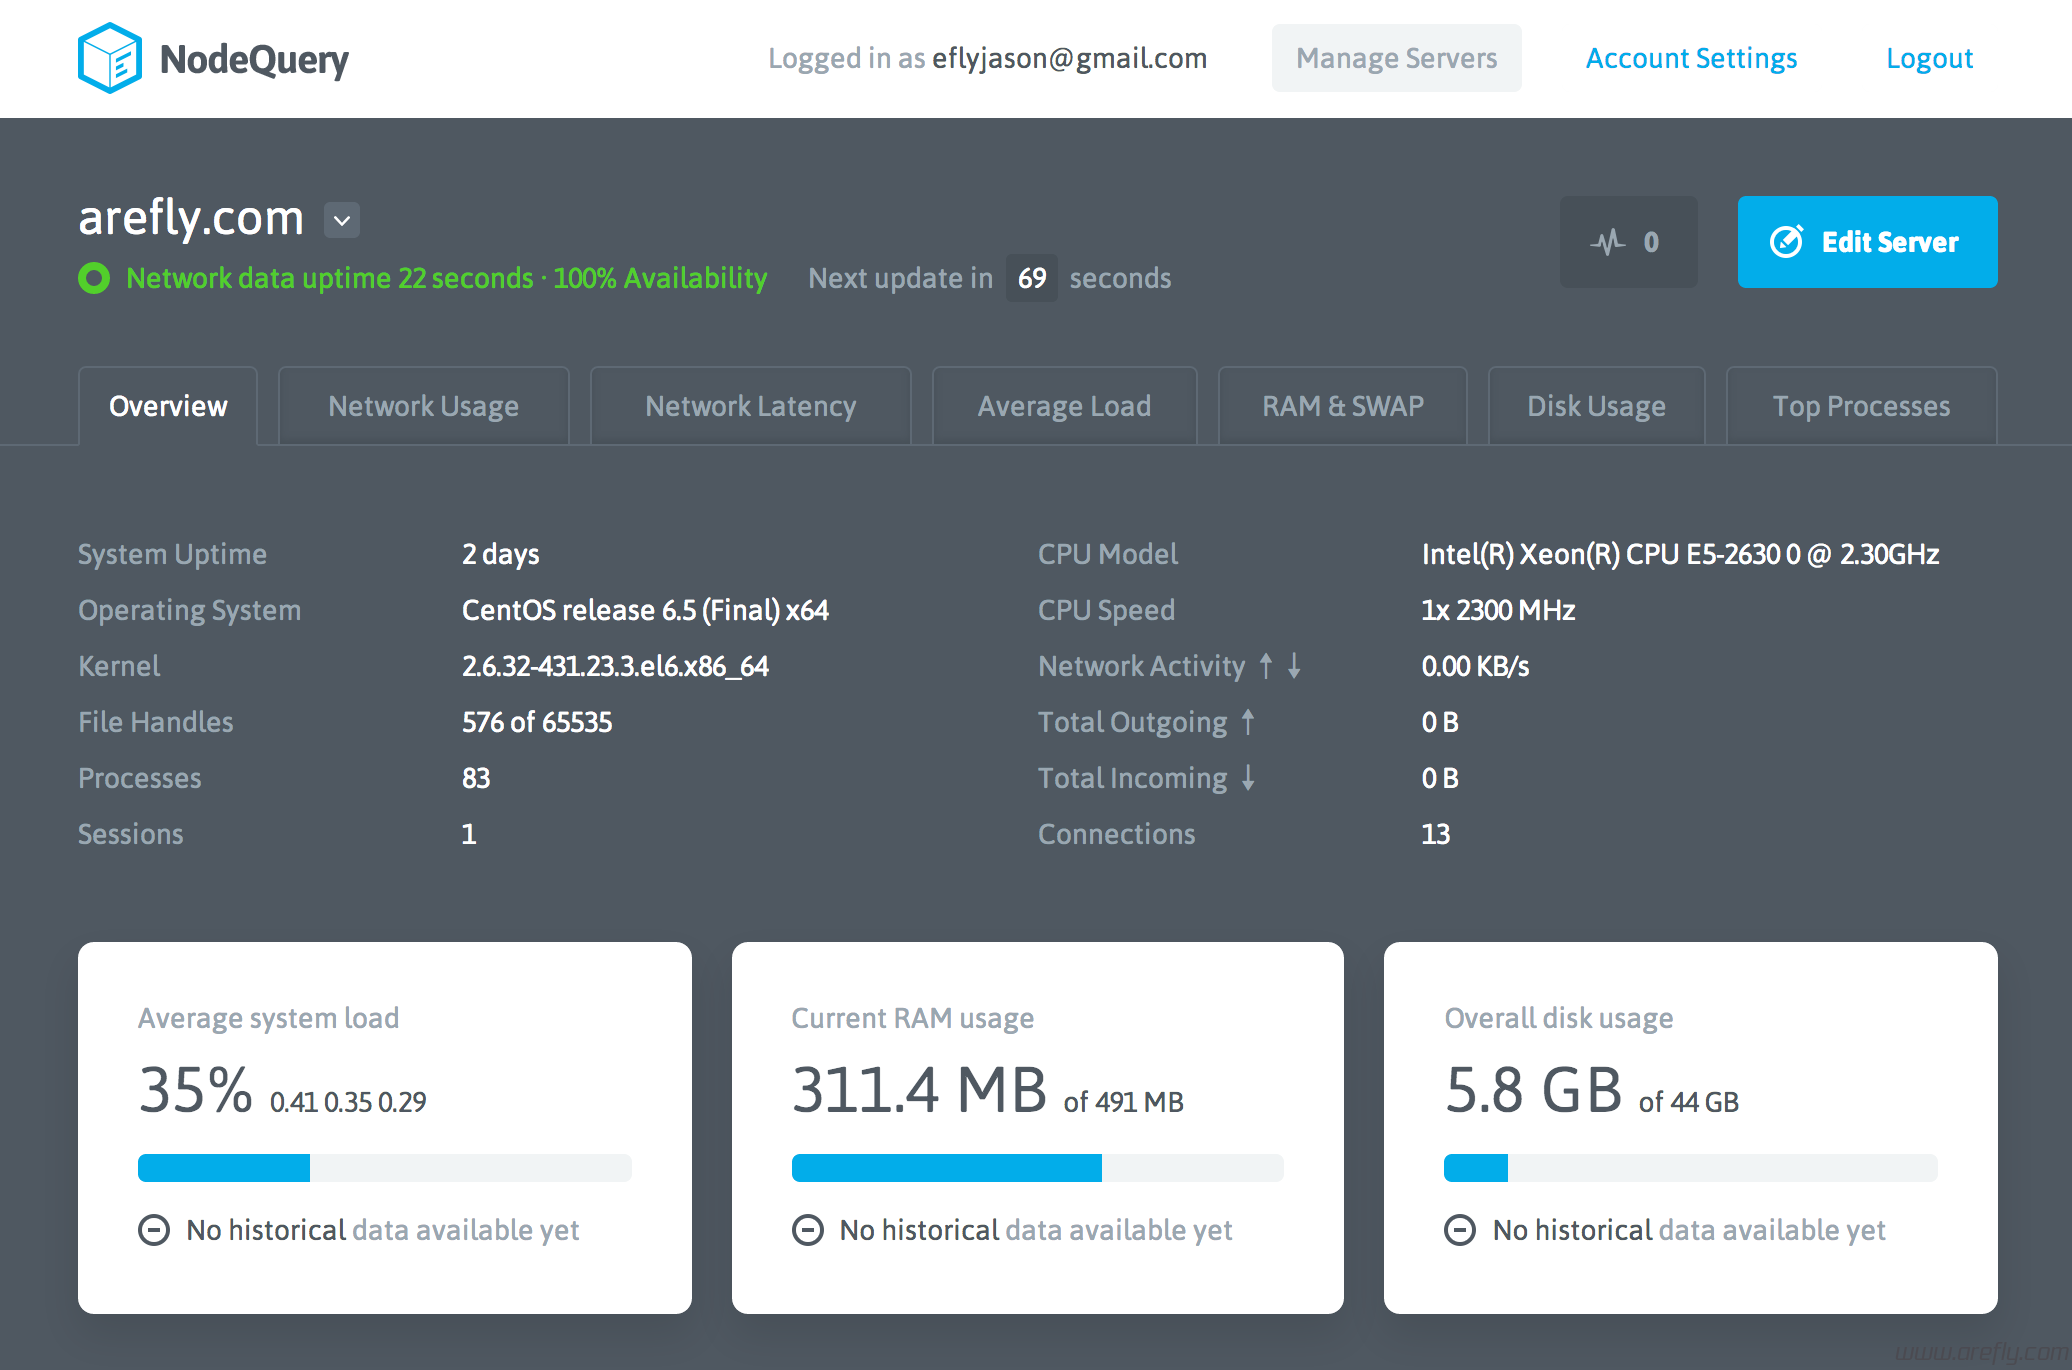 NodeQuery
Logged in as eflyjason@gmail.com
Manage Servers
Account Settings
Logout
arefly.com
Network data uptime 22 seconds · 100% Availability
Next update in 69 seconds
0
Edit Server
Overview
Network Usage
Network Latency
Average Load
RAM & SWAP
Disk Usage
Top Processes
System Uptime 2 days
Operating System CentOS release 6.5 (Final) x64
Kernel 2.6.32-431.23.3.el6.x86_64
File Handles 576 of 65535
Processes 83
Sessions 1
CPU Model Intel(R) Xeon(R) CPU E5-2630 0 @ 2.30GHz
CPU Speed 1x 2300 MHz
Network Activity ↑ ↓ 0.00 KB/s
Total Outgoing ↑ 0 B
Total Incoming ↓ 0 B
Connections 13
Average system load
35% 0.41 0.35 0.29
No historical data available yet
Current RAM usage
311.4 MB of 491 MB
No historical data available yet
Overall disk usage
5.8 GB of 44 GB
No historical data available yet
www.arefly.com